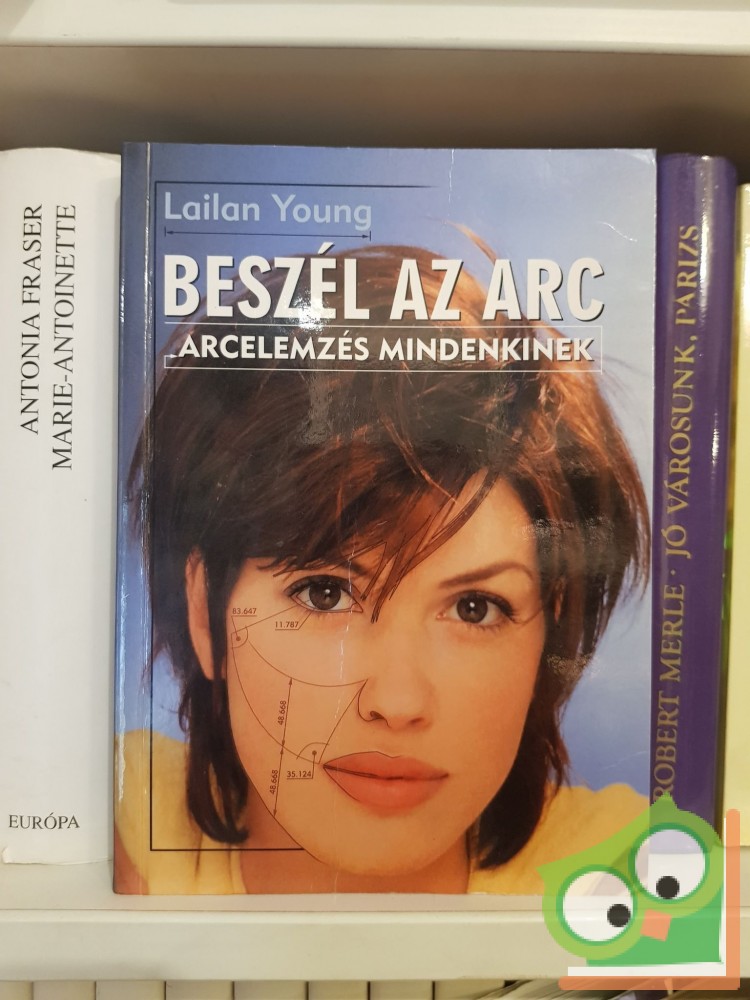 ANTONIA FRASER
MARIE-ANTOINETTE
EURÓPA
Lailan Young
BESZÉL AZ ARC
ARCELEMZÉS MINDENKINEK
83.647
11.787
48.668
48.668
35.124
ROBERT MERLE · JÓ VÁROSUNK, PÁRIZS